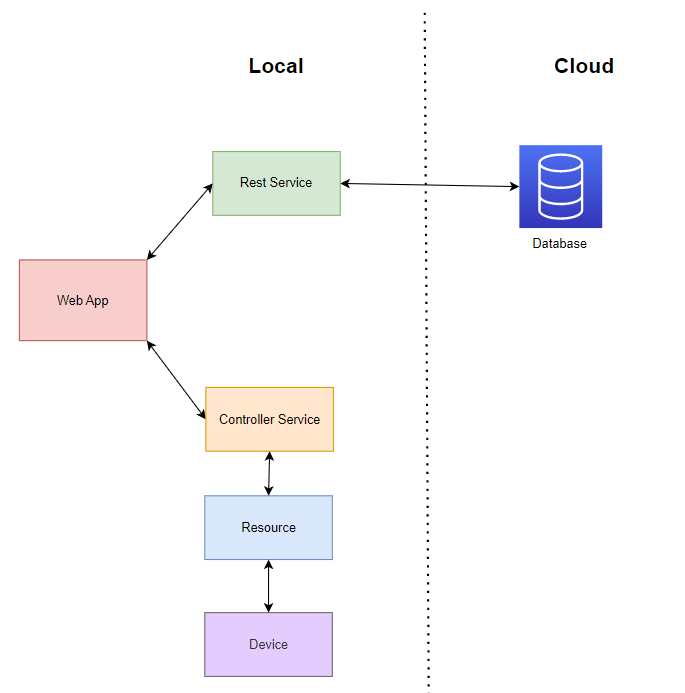 Local
Cloud
Rest Service
Database
Web App
Controller Service
Resource
Device